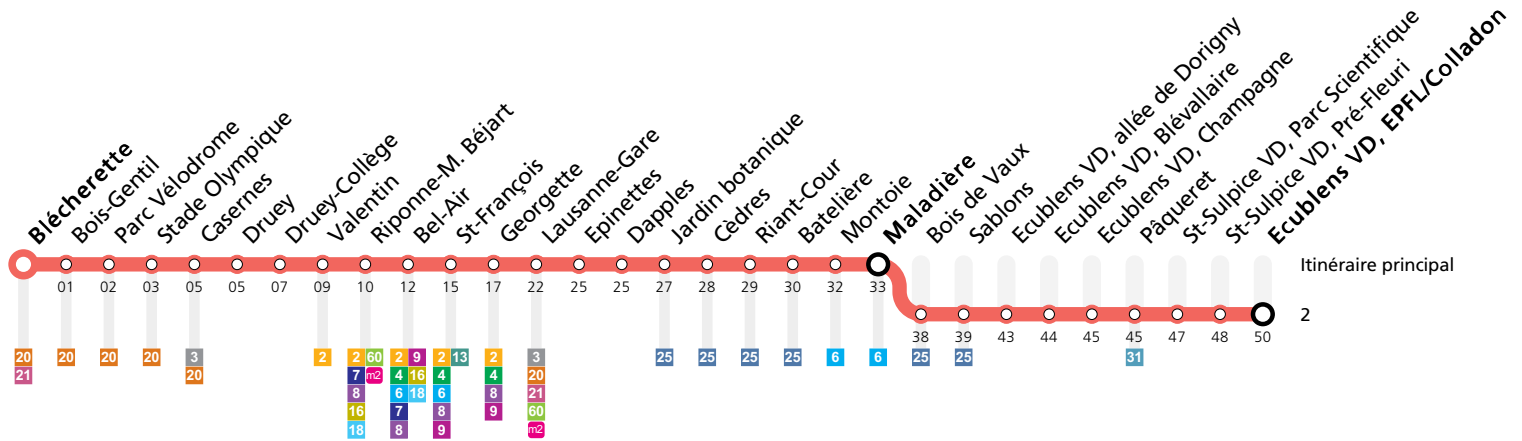 Blécherette
Bois-Gentil
Parc Vélodrome
Stade Olympique
Casernes
Druey
Druey-Collège
Valentin
Riponne-M. Béjart
Bel-Air
St-François
Georgette
Lausanne-Gare
Epinettes
Dapples
Jardin botanique
Cèdres
Riant-Cour
Batelière
Montoie
Maladière
Bois de Vaux
Sablons
Ecublens VD, allée de Dorigny
Ecublens VD, Blévallaire
Ecublens VD, Champagne
Pâqueret
St-Sulpice VD, Parc Scientifique
St-Sulpice VD, Pré-Fleuri
Ecublens VD, EPFL/Colladon
Itinéraire principal
01 02 03 05 05 07 09 10 12 15 17 22 25 25 27 28 29 30 32 33
2
38 39 43 44 45 45 47 48 50
20 20 20 20 3 2 2 60 2 9 2 13 2 3 25 25 25 25 6 6 25 25 31
21 20 7 m2 4 16 4 4 20
8 6 18 6 8 21
16 7 8 9 60
18 8 9 m2